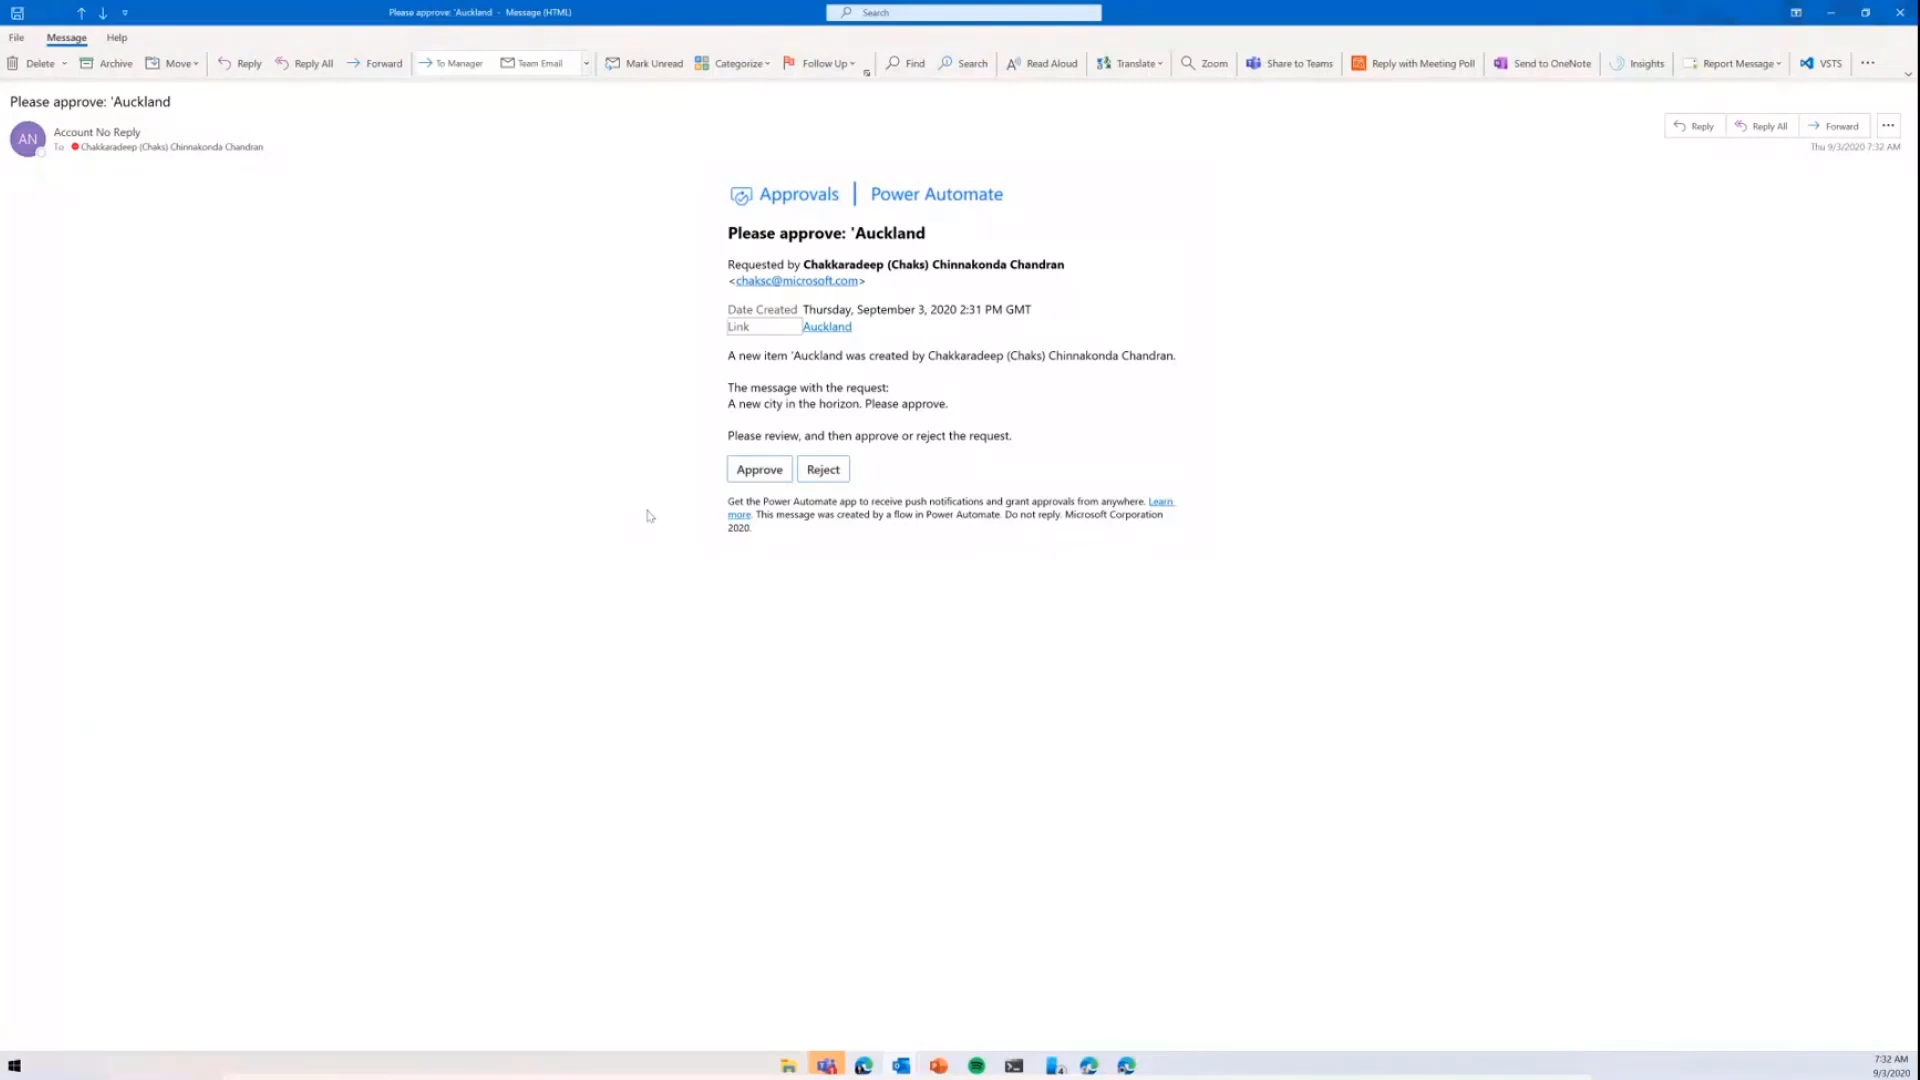 Please approve: 'Auckland - Message (HTML)
Search
File Message Help
Delete Archive Move Reply Reply All Forward To Manager Team Email Mark Unread Categorize Follow Up Find Search Read Aloud Translate Zoom Share to Teams Reply with Meeting Poll Send to OneNote Insights Report Message VSTS ...
Please approve: 'Auckland
AN
Account No Reply
To Chakkaradeep (Chaks) Chinnakonda Chandran
Reply Reply All Forward ...
Thu 9/3/2020 7:32 AM
Approvals | Power Automate
Please approve: 'Auckland
Requested by Chakkaradeep (Chaks) Chinnakonda Chandran
<chaksc@microsoft.com>
Date Created Thursday, September 3, 2020 2:31 PM GMT
Link Auckland
A new item 'Auckland was created by Chakkaradeep (Chaks) Chinnakonda Chandran.
The message with the request:
A new city in the horizon. Please approve.
Please review, and then approve or reject the request.
Approve Reject
Get the Power Automate app to receive push notifications and grant approvals from anywhere. Learn
more. This message was created by a flow in Power Automate. Do not reply. Microsoft Corporation
2020.
7:32 AM
9/3/2020